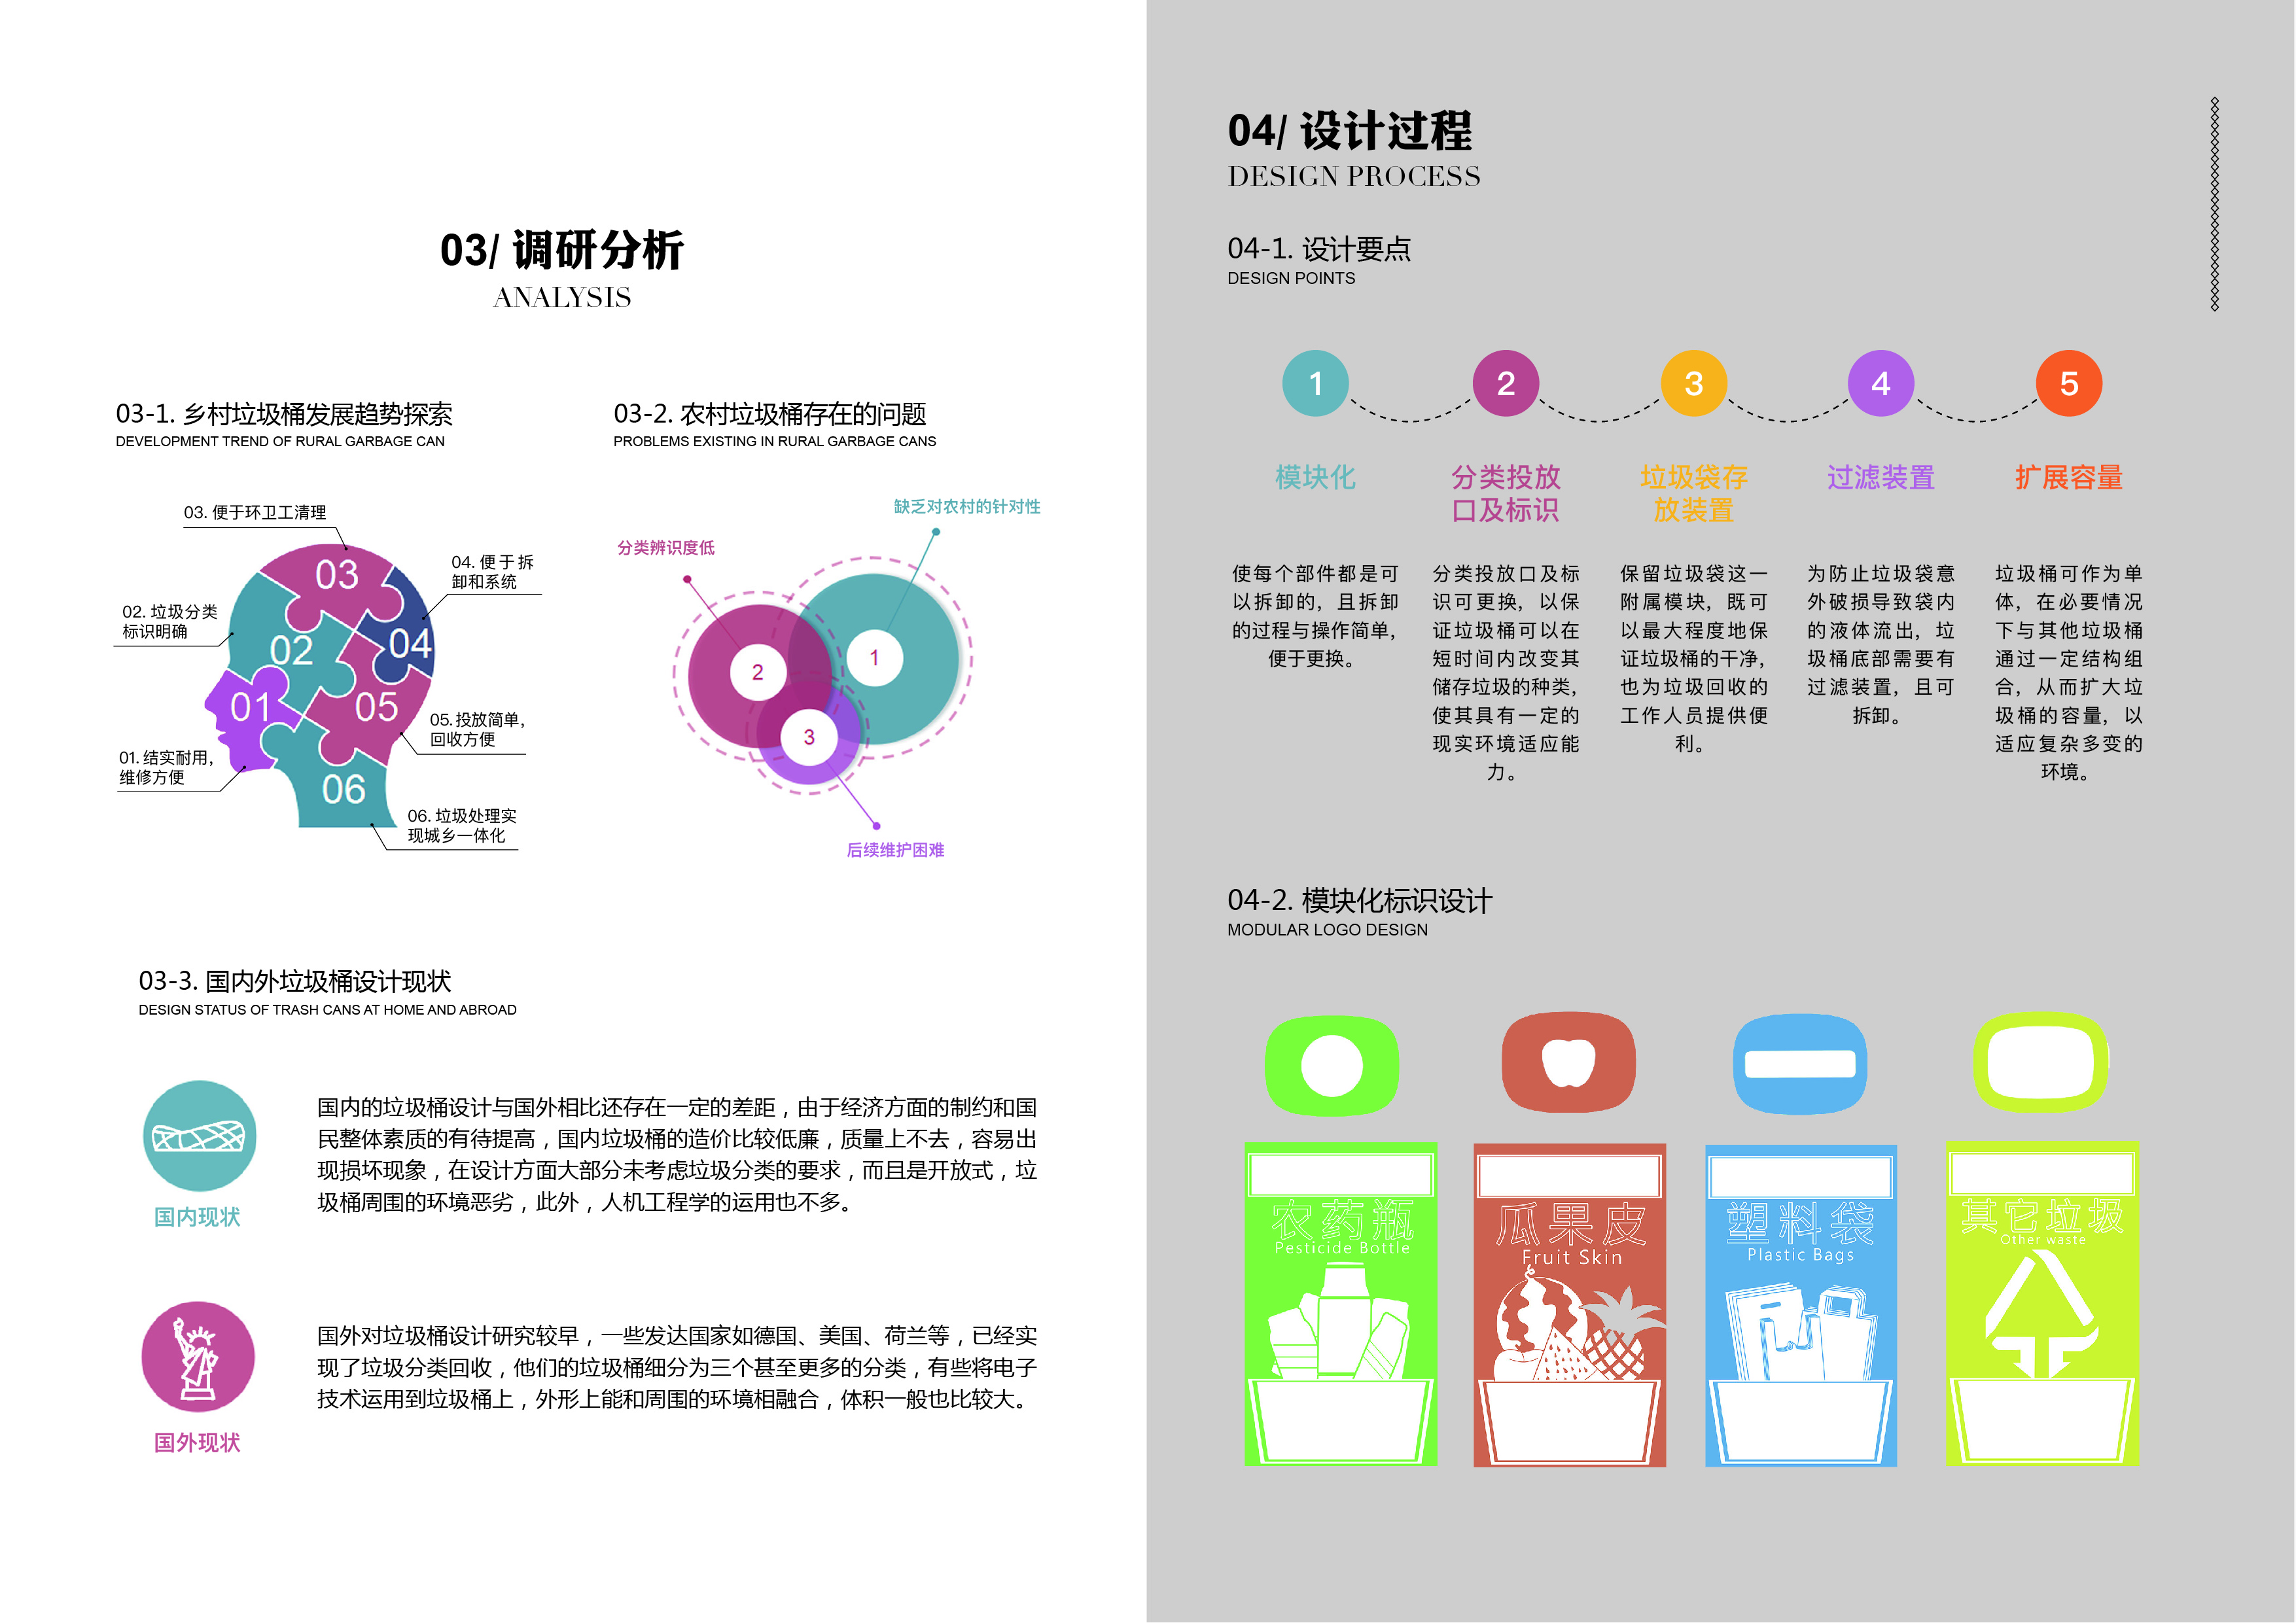 03/ 调研分析
ANALYSIS
03-1. 乡村垃圾桶发展趋势探索
DEVELOPMENT TREND OF RURAL GARBAGE CAN
03. 便于环卫工清理
04. 便于拆
卸和系统
02. 垃圾分类
标识明确
05. 投放简单，
回收方便
01. 结实耐用，
维修方便
06. 垃圾处理实
现城乡一体化
03
02
04
01
05
06
03-2. 农村垃圾桶存在的问题
PROBLEMS EXISTING IN RURAL GARBAGE CANS
缺乏对农村的针对性
分类辨识度低
1
2
3
后续维护困难
03-3. 国内外垃圾桶设计现状
DESIGN STATUS OF TRASH CANS AT HOME AND ABROAD
国内现状
国内的垃圾桶设计与国外相比还存在一定的差距，由于经济方面的制约和国
民整体素质的有待提高，国内垃圾桶的造价比较低廉，质量上不去，容易出
现损坏现象，在设计方面大部分未考虑垃圾分类的要求，而且是开放式，垃
圾桶周围的环境恶劣，此外，人机工程学的运用也不多。
国外现状
国外对垃圾桶设计研究较早，一些发达国家如德国、美国、荷兰等，已经实
现了垃圾分类回收，他们的垃圾桶细分为三个甚至更多的分类，有些将电子
技术运用到垃圾桶上，外形上能和周围的环境相融合，体积一般也比较大。
04/ 设计过程
DESIGN PROCESS
04-1. 设计要点
DESIGN POINTS
1
模块化
使每个部件都是可
以拆卸的，且拆卸
的过程与操作简单，
便于更换。
2
分类投放
口及标识
分类投放口及标
识可更换，以保
证垃圾桶可以在
短时间内改变其
储存垃圾的种类，
使其具有一定的
现实环境适应能
力。
3
垃圾袋存
放装置
保留垃圾袋这一
附属模块，既可
以最大程度地保
证垃圾桶的干净，
也为垃圾回收的
工作人员提供便
利。
4
过滤装置
为防止垃圾袋意
外破损导致袋内
的液体流出，垃
圾桶底部需要有
过滤装置，且可
拆卸。
5
扩展容量
垃圾桶可作为单
体，在必要情况
下与其他垃圾桶
通过一定结构组
合，从而扩大垃
圾桶的容量，以
适应复杂多变的
环境。
04-2. 模块化标识设计
MODULAR LOGO DESIGN
农药瓶
Pesticide Bottle
瓜果皮
Fruit Skin
塑料袋
Plastic Bags
其它垃圾
Other waste